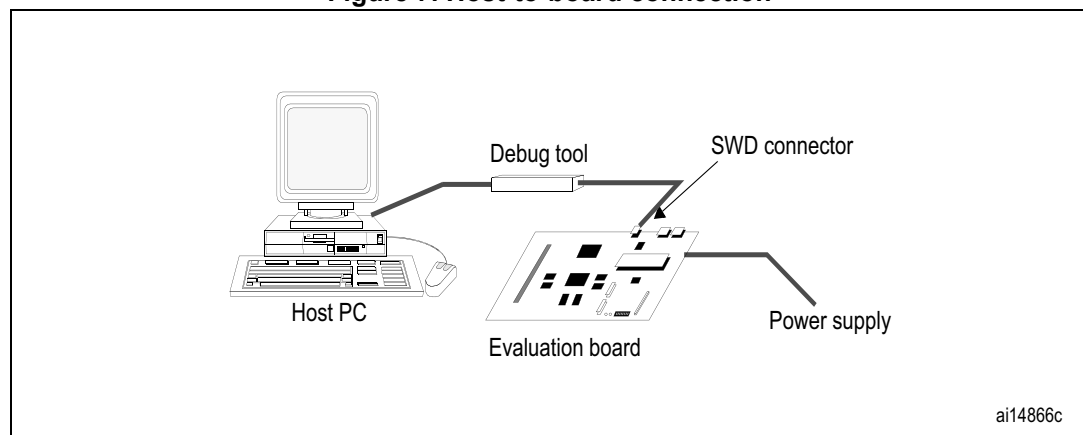 Debug tool
SWD connector
Host PC
Power supply
Evaluation board
ai14866c